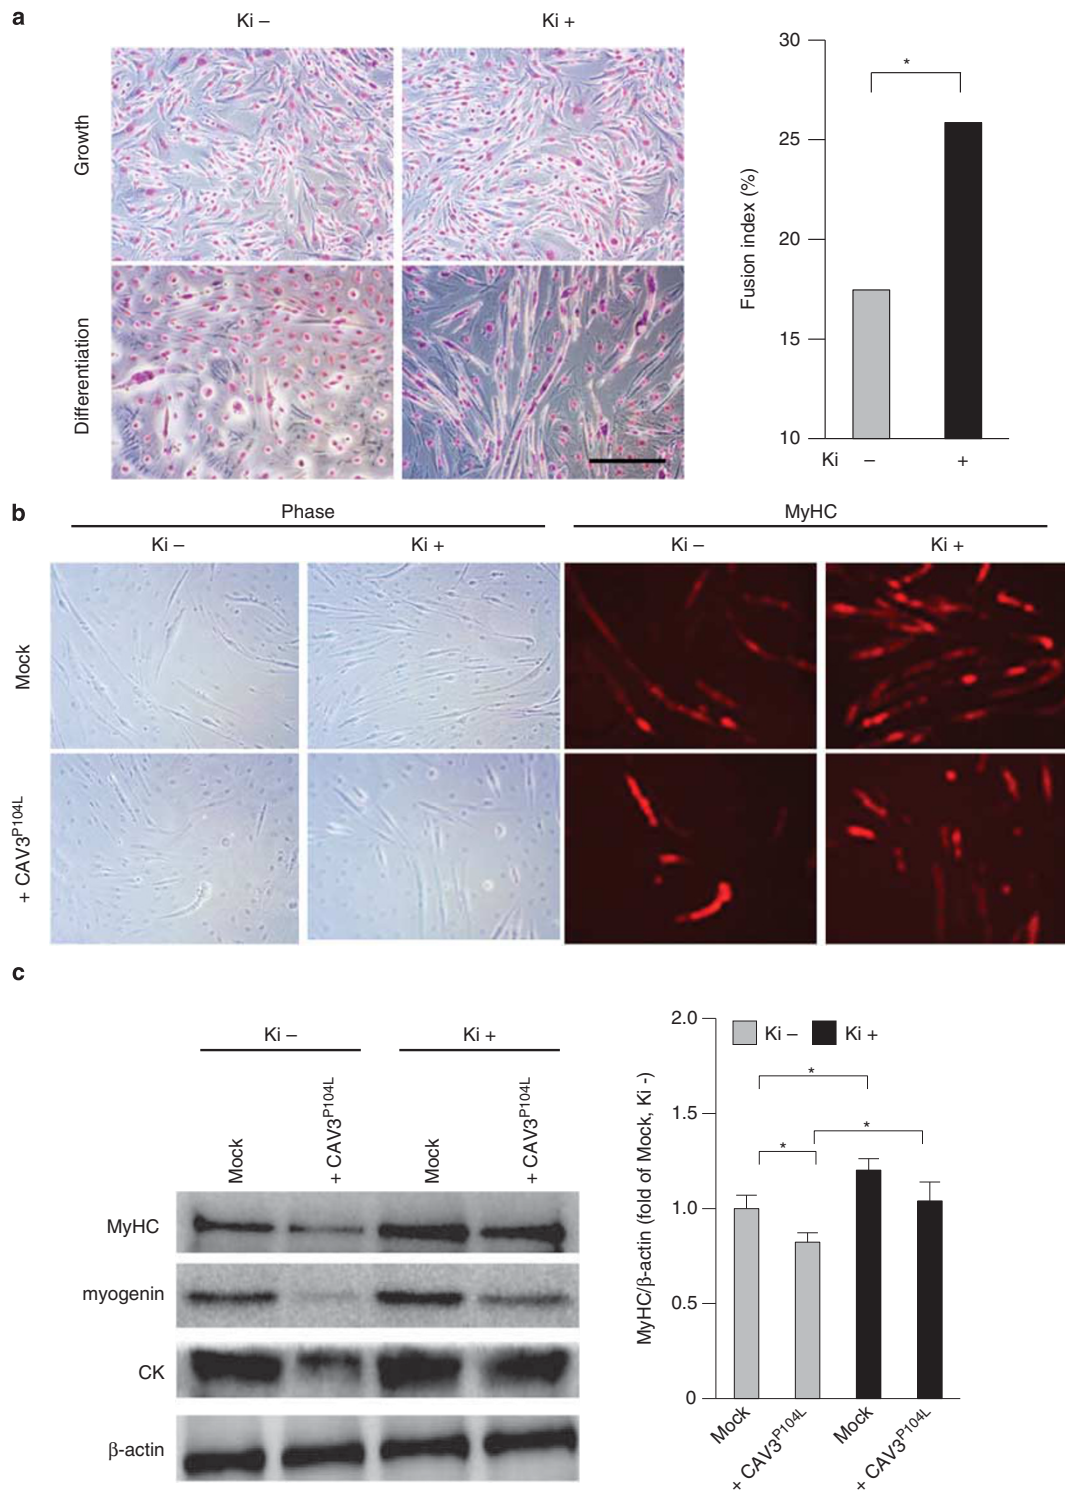 a
Ki –
Ki +
Growth
Differentiation
Fusion index (%)
30
25
20
15
10
*
Ki – +
b
Phase
MyHC
Ki –
Ki +
Ki –
Ki +
Mock
+ CAV3P104L
c
Ki –
Ki +
Mock
+ CAV3P104L
Mock
+ CAV3P104L
MyHC
myogenin
CK
β-actin
MyHC/β-actin (fold of Mock, Ki -)
2.0
1.5
1.0
0.5
0
Ki –
Ki +
*
*
*
Mock
+ CAV3P104L
Mock
+ CAV3P104L